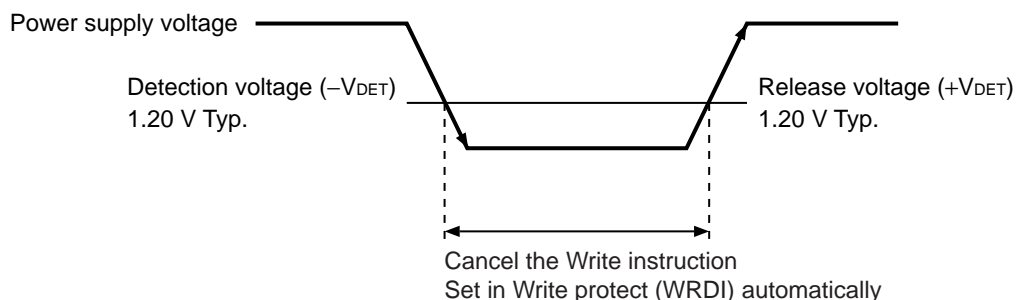 Power supply voltage
Detection voltage (−VDET)
1.20 V Typ.
Release voltage (+VDET)
1.20 V Typ.
Cancel the Write instruction
Set in Write protect (WRDI) automatically